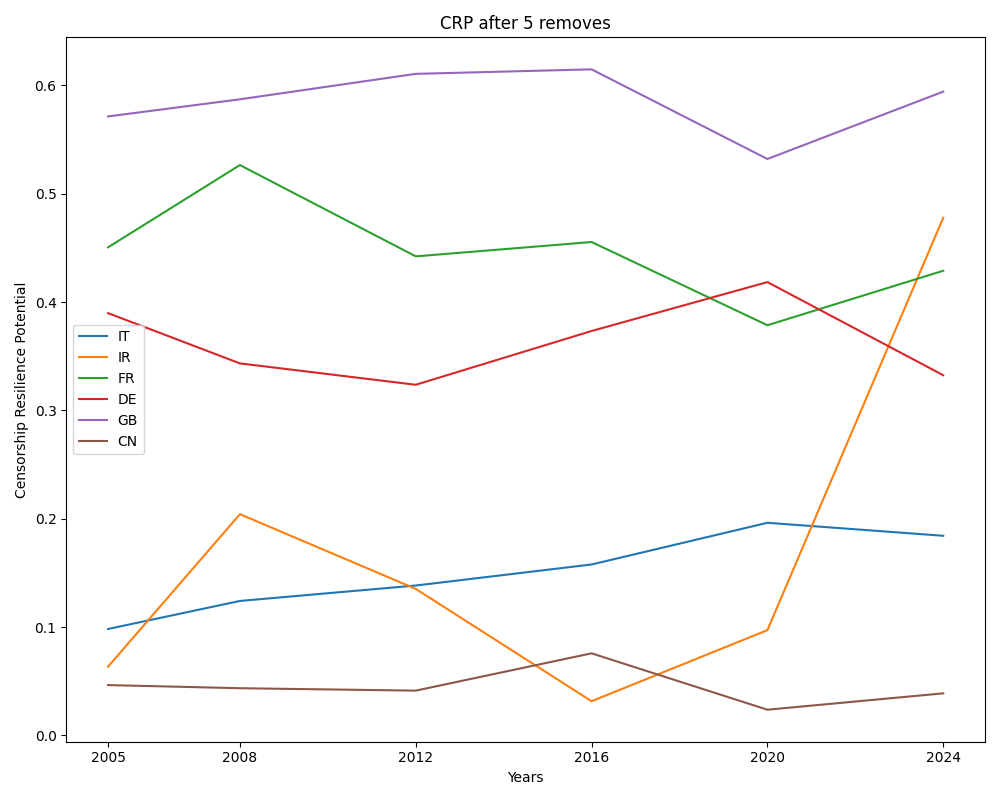 CRP after 5 removes
Censorship Resilience Potential
0.6
0.5
0.4
0.3
0.2
0.1
0.0
IT
IR
FR
DE
GB
CN
2005 2008 2012 2016 2020 2024
Years